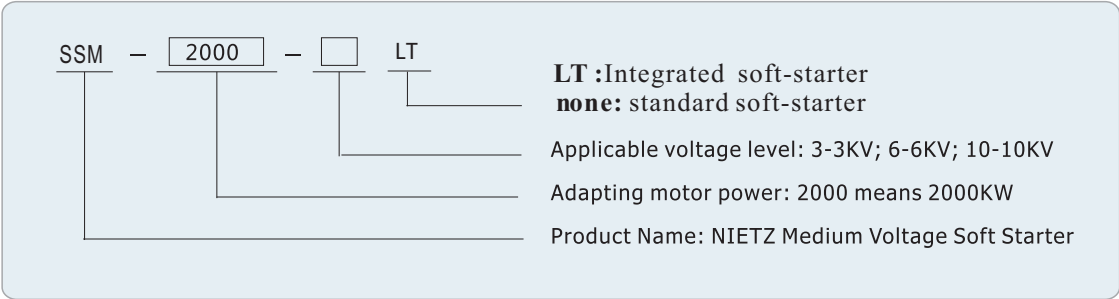 SSM – 2000 – LT
LT :Integrated soft-starter
none: standard soft-starter
Applicable voltage level: 3-3KV; 6-6KV; 10-10KV
Adapting motor power: 2000 means 2000KW
Product Name: NIETZ Medium Voltage Soft Starter